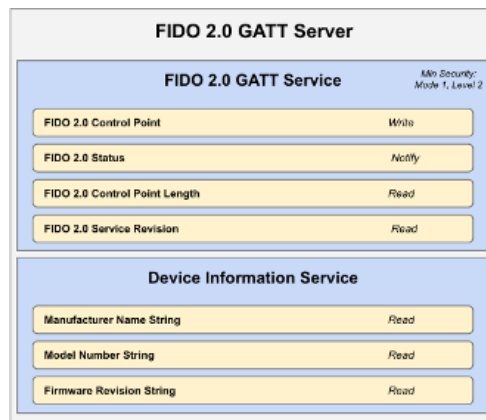 FIDO 2.0 GATT Server
FIDO 2.0 GATT Service
Min Security:
Mode 1, Level 2
FIDO 2.0 Control Point Write
FIDO 2.0 Status Notify
FIDO 2.0 Control Point Length Read
FIDO 2.0 Service Revision Read
Device Information Service
Manufacturer Name String Read
Model Number String Read
Firmware Revision String Read